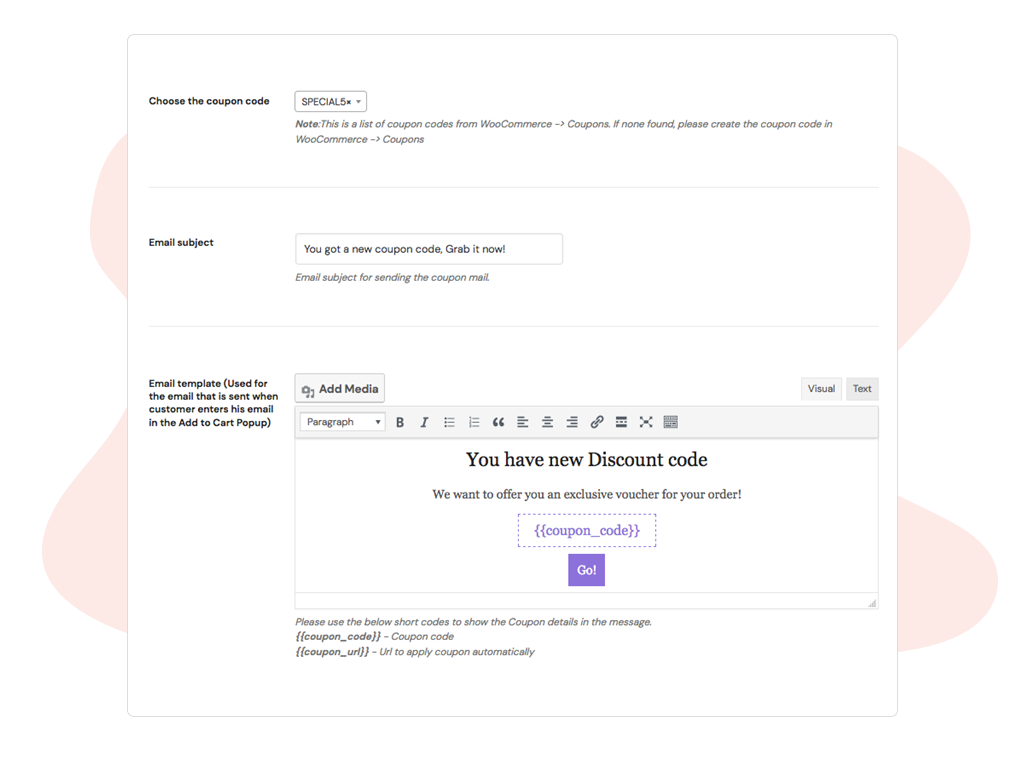 Choose the coupon code
SPECIAL5×
Note:This is a list of coupon codes from WooCommerce -> Coupons. If none found, please create the coupon code in
WooCommerce -> Coupons
Email subject
You got a new coupon code, Grab it now!
Email subject for sending the coupon mail.
Email template (Used for
the email that is sent when
customer enters his email
in the Add to Cart Popup)
Add Media
Visual Text
Paragraph B I
You have new Discount code
We want to offer you an exclusive voucher for your order!
{{coupon_code}}
Go!
Please use the below short codes to show the Coupon details in the message.
{{coupon_code}} - Coupon code
{{coupon_url}} - Url to apply coupon automatically